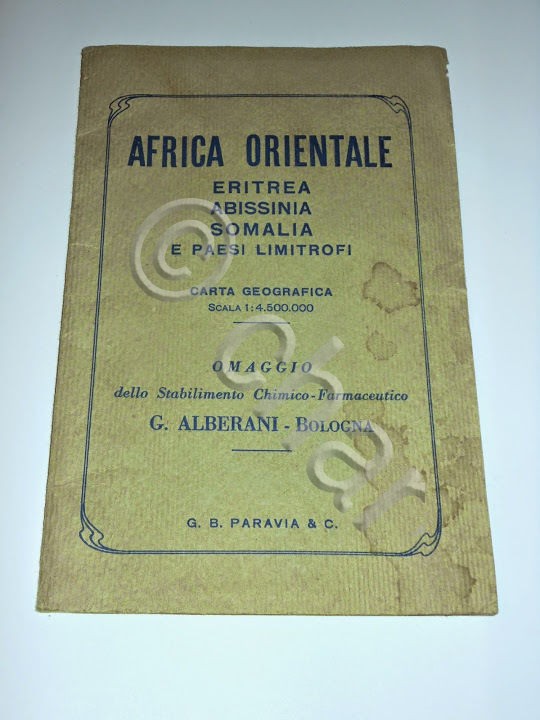 AFRICA ORIENTALE
ERITREA
ABISSINIA
SOMALIA
E PAESI LIMITROFI
CARTA GEOGRAFICA
SCALA 1:4.500.000
OMAGGIO
dello Stabilimento Chimico-Farmaceutico
G. ALBERANI - BOLOGNA
G. B. PARAVIA & C.
© char